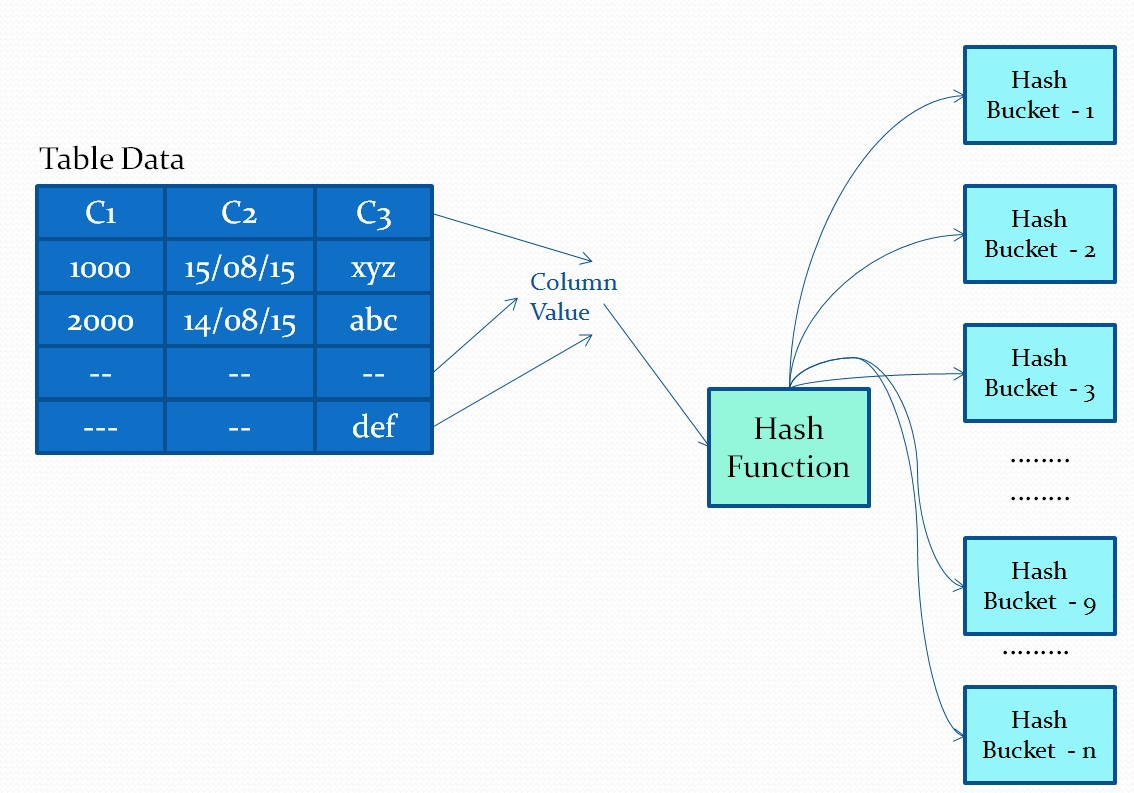 Table Data
C1 C2 C3
1000 15/08/15 xyz
2000 14/08/15 abc
-- -- --
--- -- def
Column
Value
Hash
Function
Hash
Bucket - 1
Hash
Bucket - 2
Hash
Bucket - 3
........
........
Hash
Bucket - 9
.........
Hash
Bucket - n